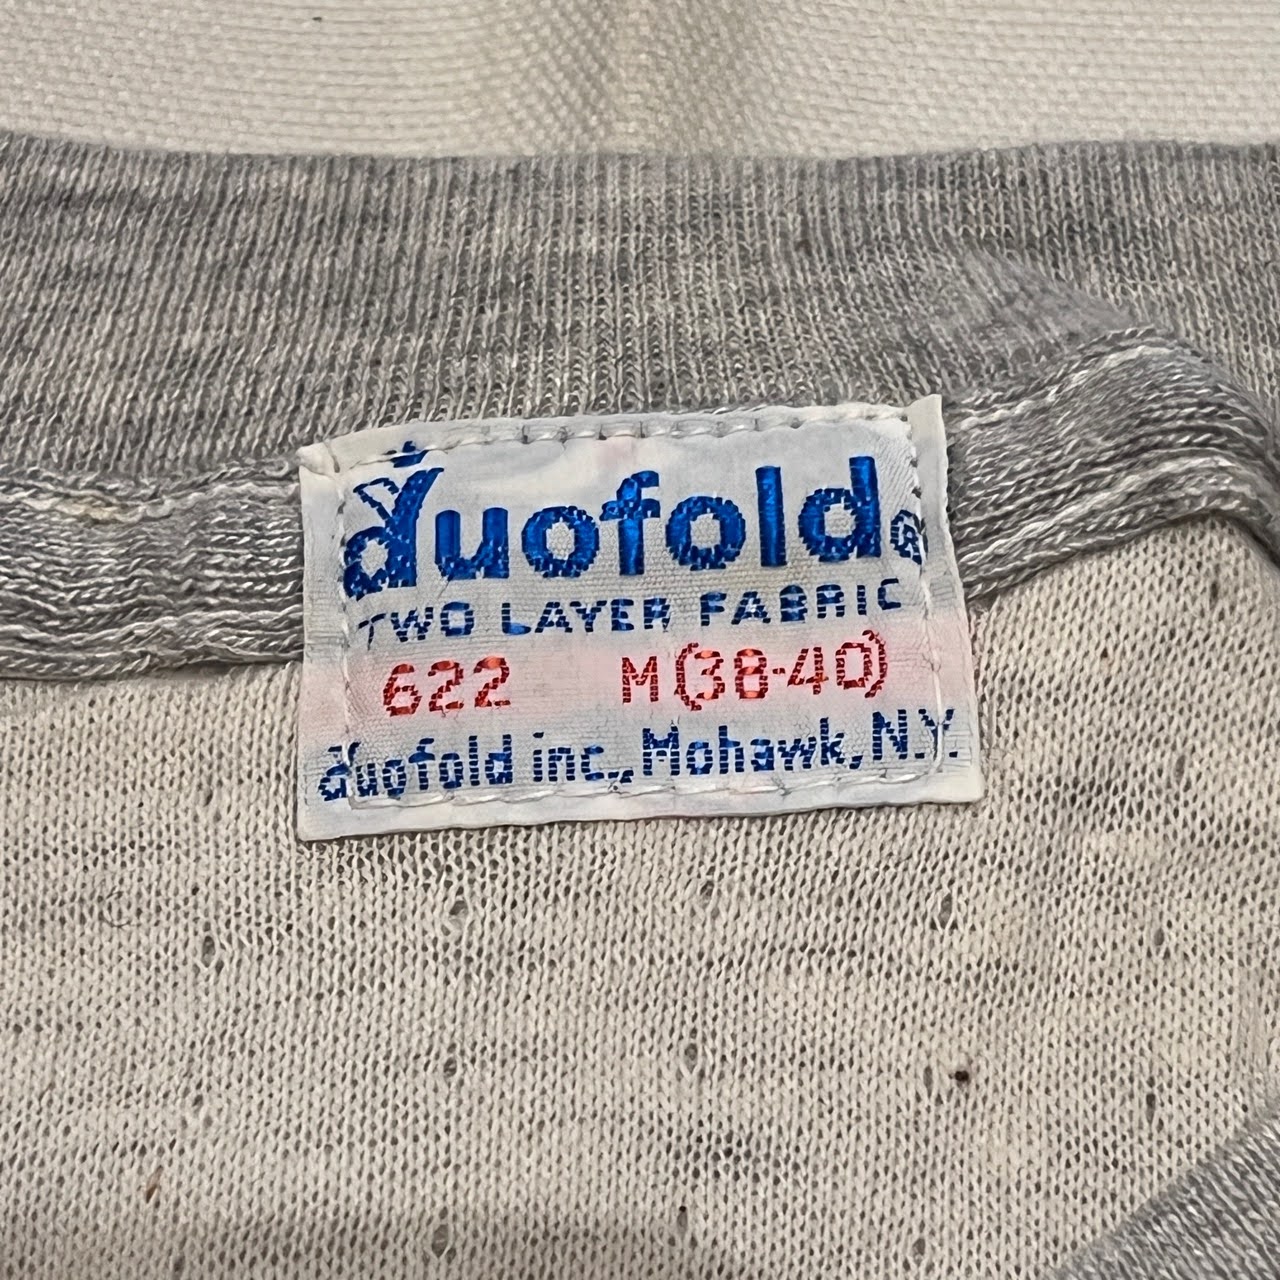 duofold®
TWO LAYER FABRIC
622 M(38-40)
duofold inc., Mohawk, N.Y.